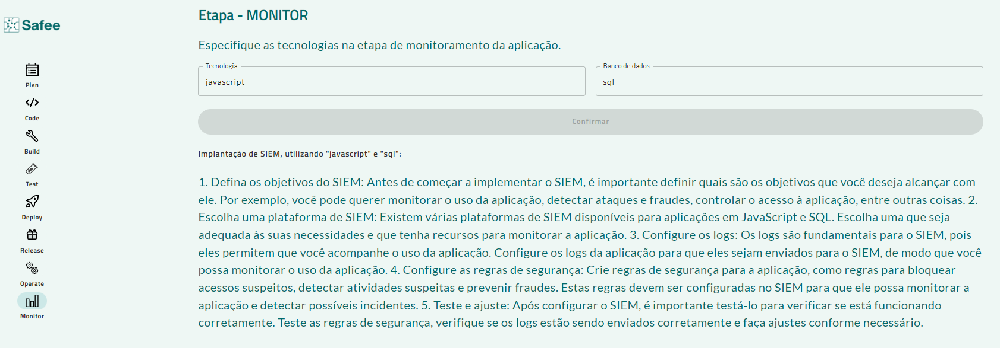 Safee
Plan
Code
Build
Test
Deploy
Release
Operate
Monitor
Etapa - MONITOR
Especifique as tecnologias na etapa de monitoramento da aplicação.
Tecnologia
javascript
Banco de dados
sql
Confirmar
Implantação de SIEM, utilizando "javascript" e "sql":
1. Defina os objetivos do SIEM: Antes de começar a implementar o SIEM, é importante definir quais são os objetivos que você deseja alcançar com
ele. Por exemplo, você pode querer monitorar o uso da aplicação, detectar ataques e fraudes, controlar o acesso à aplicação, entre outras coisas. 2.
Escolha uma plataforma de SIEM: Existem várias plataformas de SIEM disponíveis para aplicações em JavaScript e SQL. Escolha uma que seja
adequada às suas necessidades e que tenha recursos para monitorar a aplicação. 3. Configure os logs: Os logs são fundamentais para o SIEM, pois
eles permitem que você acompanhe o uso da aplicação. Configure os logs da aplicação para que eles sejam enviados para o SIEM, de modo que você
possa monitorar o uso da aplicação. 4. Configure as regras de segurança: Crie regras de segurança para a aplicação, como regras para bloquear
acessos suspeitos, detectar atividades suspeitas e prevenir fraudes. Estas regras devem ser configuradas no SIEM para que ele possa monitorar a
aplicação e detectar possíveis incidentes. 5. Teste e ajuste: Após configurar o SIEM, é importante testá-lo para verificar se está funcionando
corretamente. Teste as regras de segurança, verifique se os logs estão sendo enviados corretamente e faça ajustes conforme necessário.